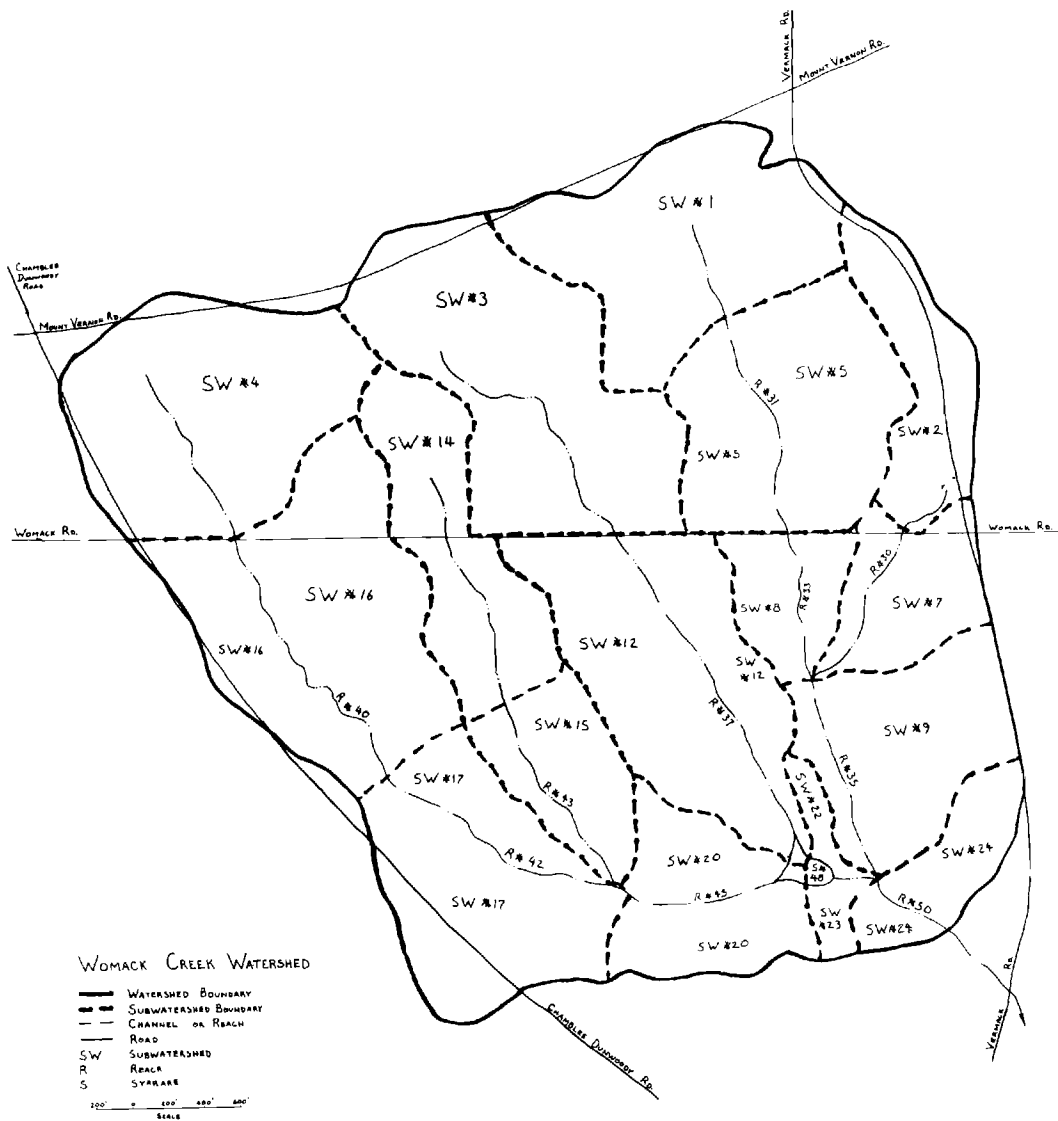 VERMACK RD.
MOUNT VERNON RD.
SW #1
CHAMBLEE
DUNWOODY
ROAD
SW #3
MOUNT VERNON RD.
SW #4
SW #5
R #31
SW #14
SW #2
SW #5
WOMACK RD.
WOMACK RD.
R #30
SW #16
R #33
SW #8
SW #7
SW #16
SW #12
SW
#12
R #40
R #37
SW #15
SW #9
SW #17
R #35
SW #22
R #43
SW #20
SW #24
R #42
S#
48
R #45
SW #17
R #50
SW
#23
SW #24
SW #20
WOMACK CREEK WATERSHED
WATERSHED BOUNDARY
SUBWATERSHED BOUNDARY
CHANNEL OR REACH
ROAD
SW SUBWATERSHED
R REACH
S
200' 0 200' 400' 600'
SCALE
CHAMBLEE DUNWOODY RD.
VERMACK RD.